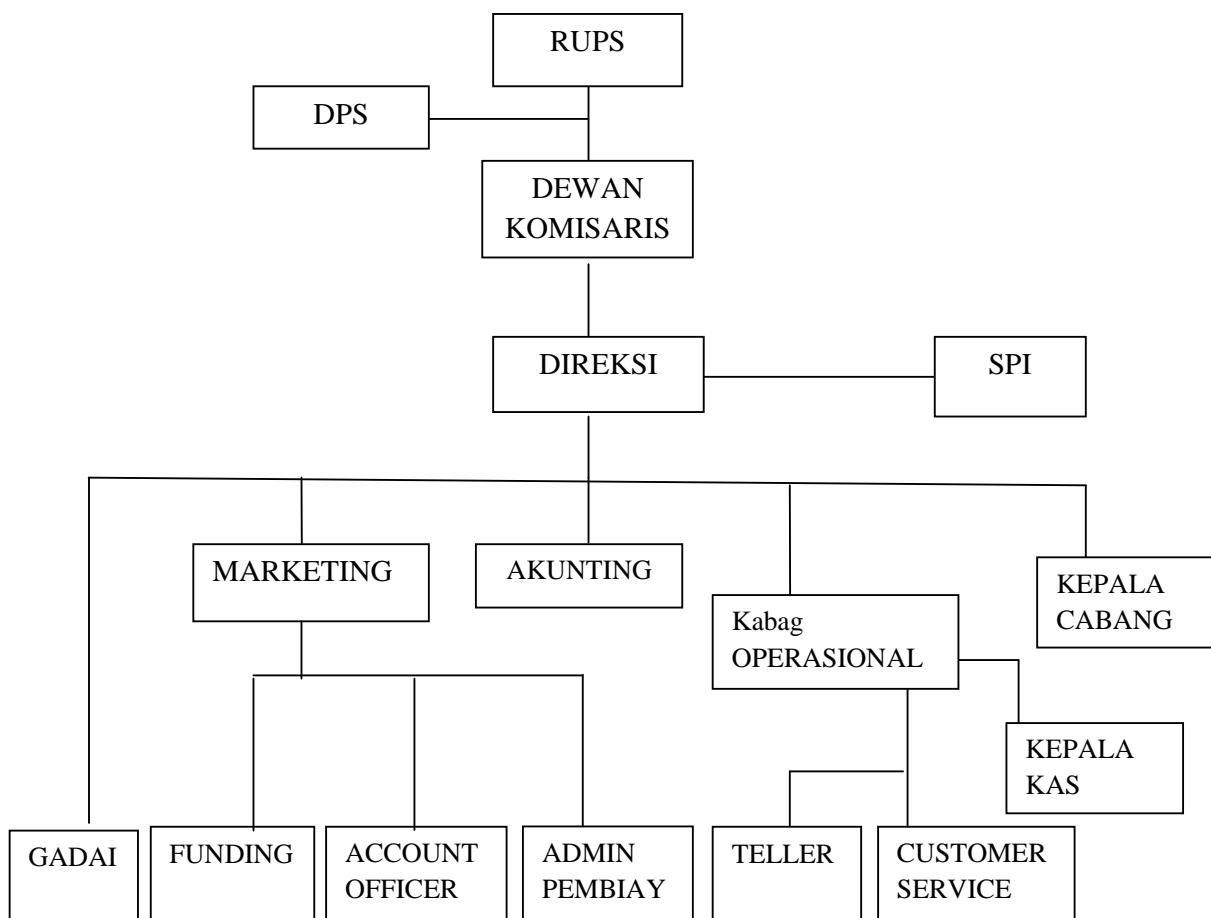 RUPS
DPS
DEWAN
KOMISARIS
DIREKSI
SPI
MARKETING
AKUNTING
KEPALA
CABANG
Kabag
OPERASIONAL
KEPALA
KAS
GADAI
FUNDING
ACCOUNT
OFFICER
ADMIN
PEMBIAY
TELLER
CUSTOMER
SERVICE